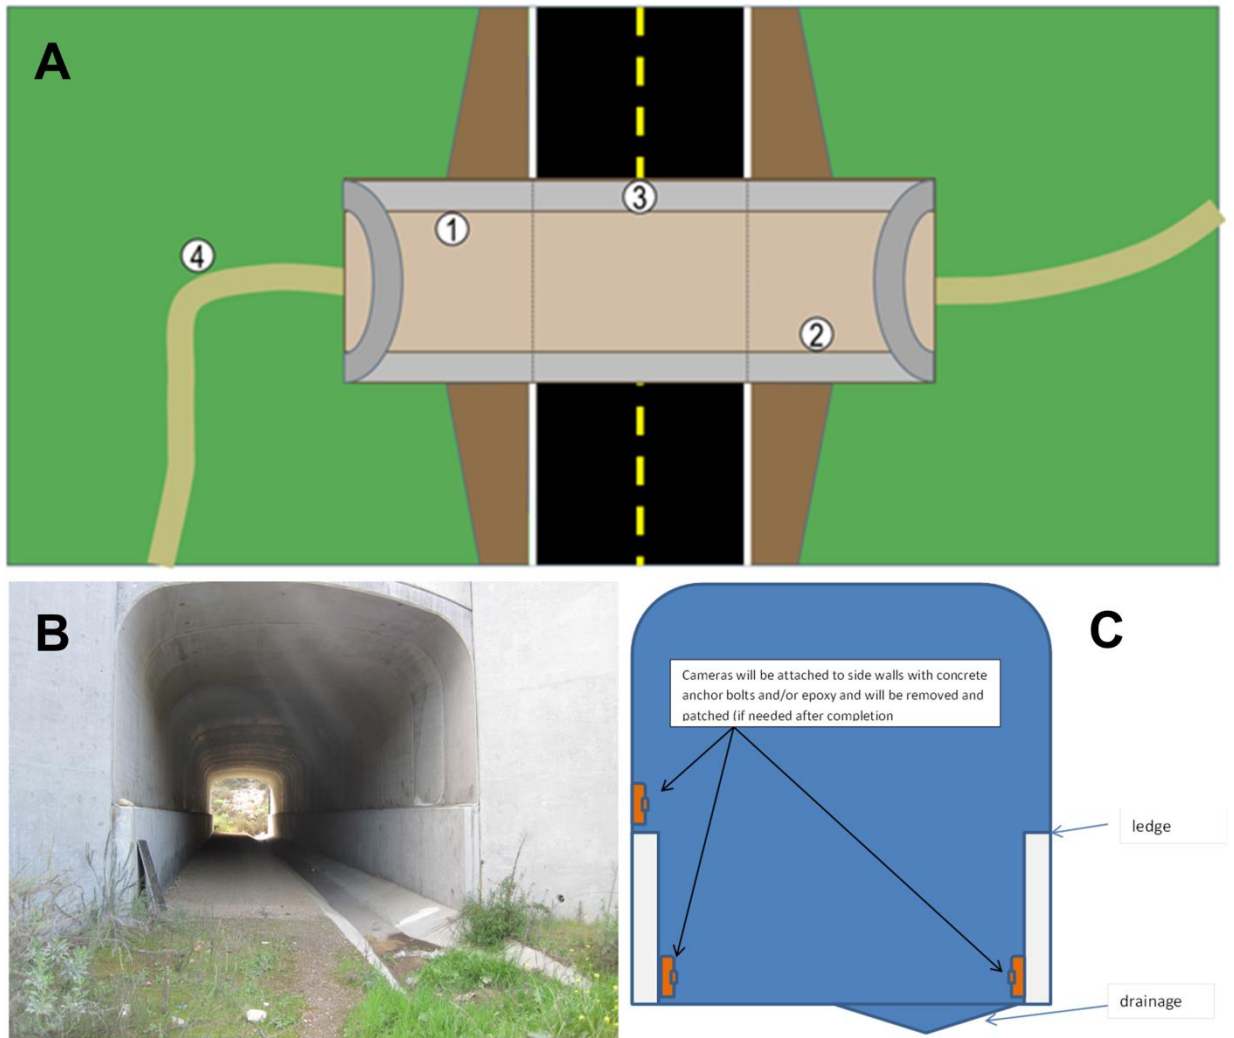 A
3
1
4
2
B
C
Cameras will be attached to side walls with concrete
anchor bolts and/or epoxy and will be removed and
patched (if needed after completion
ledge
drainage